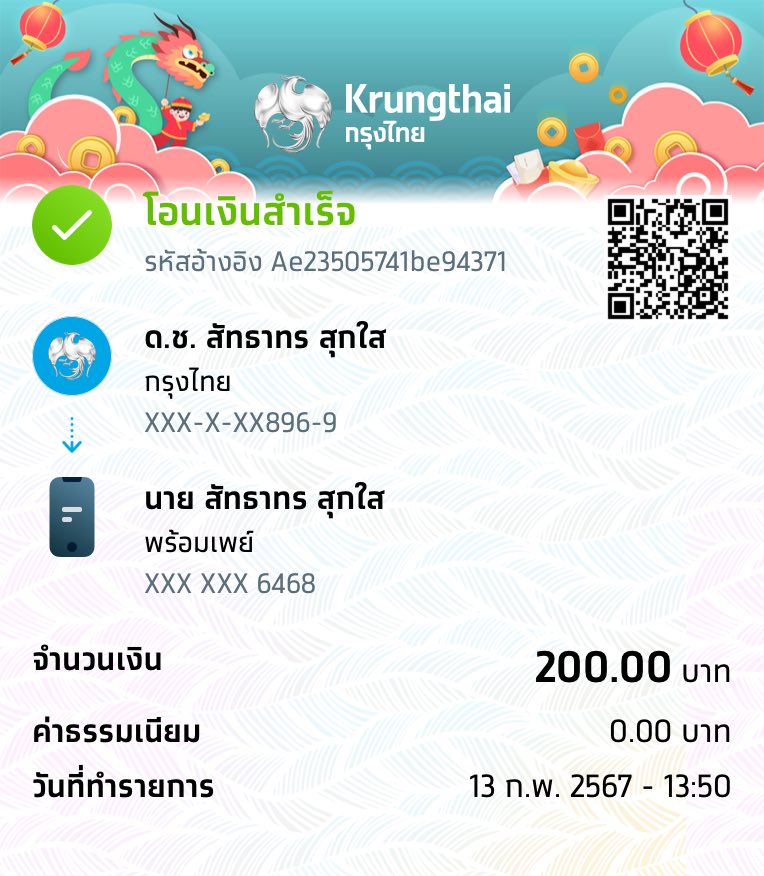 Krungthai
กรุงไทย
โอนเงินสำเร็จ
รหัสอ้างอิง Ae23505741be94371
ด.ช. สัทธาทร สุกใส
กรุงไทย
XXX-X-XX896-9
นาย สัทธาทร สุกใส
พร้อมเพย์
XXX XXX 6468
จำนวนเงิน 200.00 บาท
ค่าธรรมเนียม 0.00 บาท
วันที่ทำรายการ 13 ก.พ. 2567 - 13:50